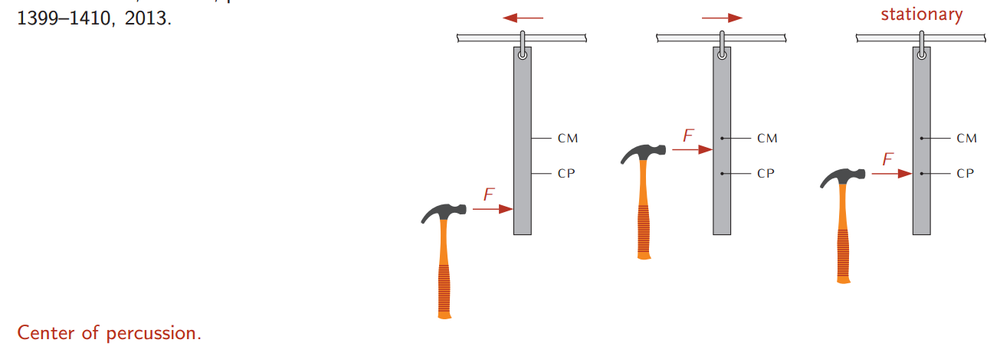 1399–1410, 2013.
stationary
CM
CP
F
CM
CP
F
CM
CP
F
Center of percussion.